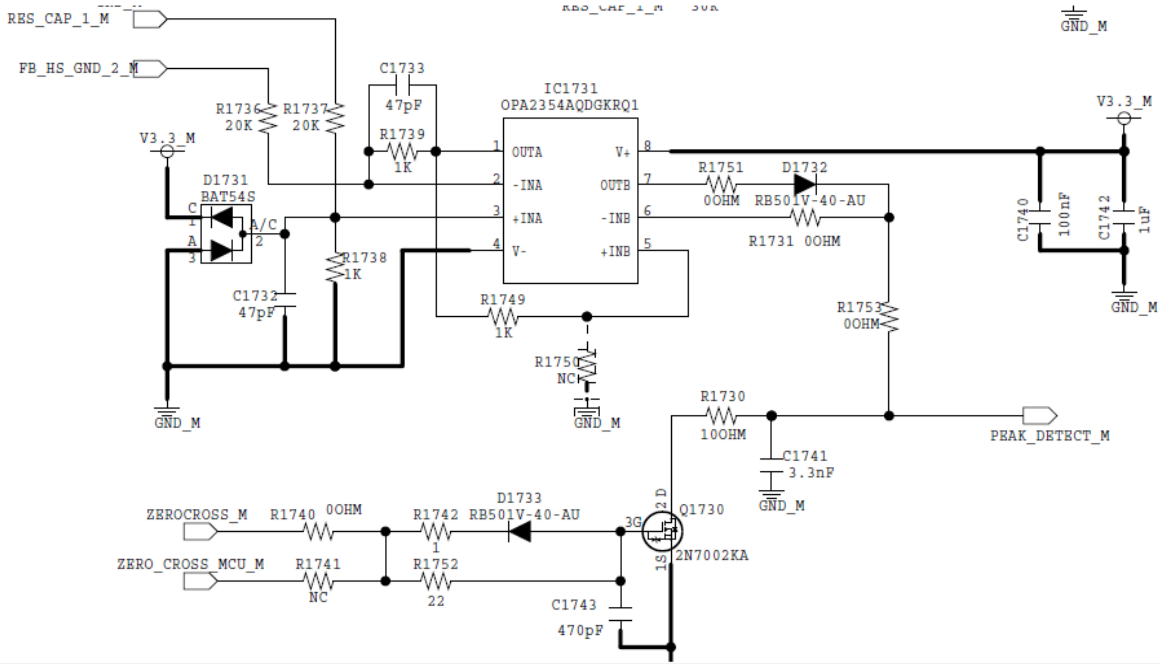 RES_CAP_1_M
RES_CAP_1_M 30K
GND_M
FB_HS_GND_2_M
C1733
47pF
IC1731
OPA2354AQDGKRQ1
R1736
20K
R1737
20K
V3.3_M
R1739
1K
V3.3_M
1 OUTA
V+ 8
2 -INA
OUTB 7
3 +INA
-INB 6
4 V-
+INB 5
R1751
0OHM
D1732
RB501V-40-AU
R1731 0OHM
C1740
100nF
C1742
1uF
D1731
BAT54S
C
1
A/C
2
A
3
R1738
1K
C1732
47pF
R1749
1K
R1753
0OHM
GND_M
R1750
NC
GND_M
GND_M
R1730
10OHM
PEAK_DETECT_M
C1741
3.3nF
GND_M
ZEROCROSS_M
R1740 0OHM
R1742
1
D1733
RB501V-40-AU
2 D
3G
1S
Q1730
2N7002KA
ZERO_CROSS_MCU_M
R1741
NC
R1752
22
C1743
470pF